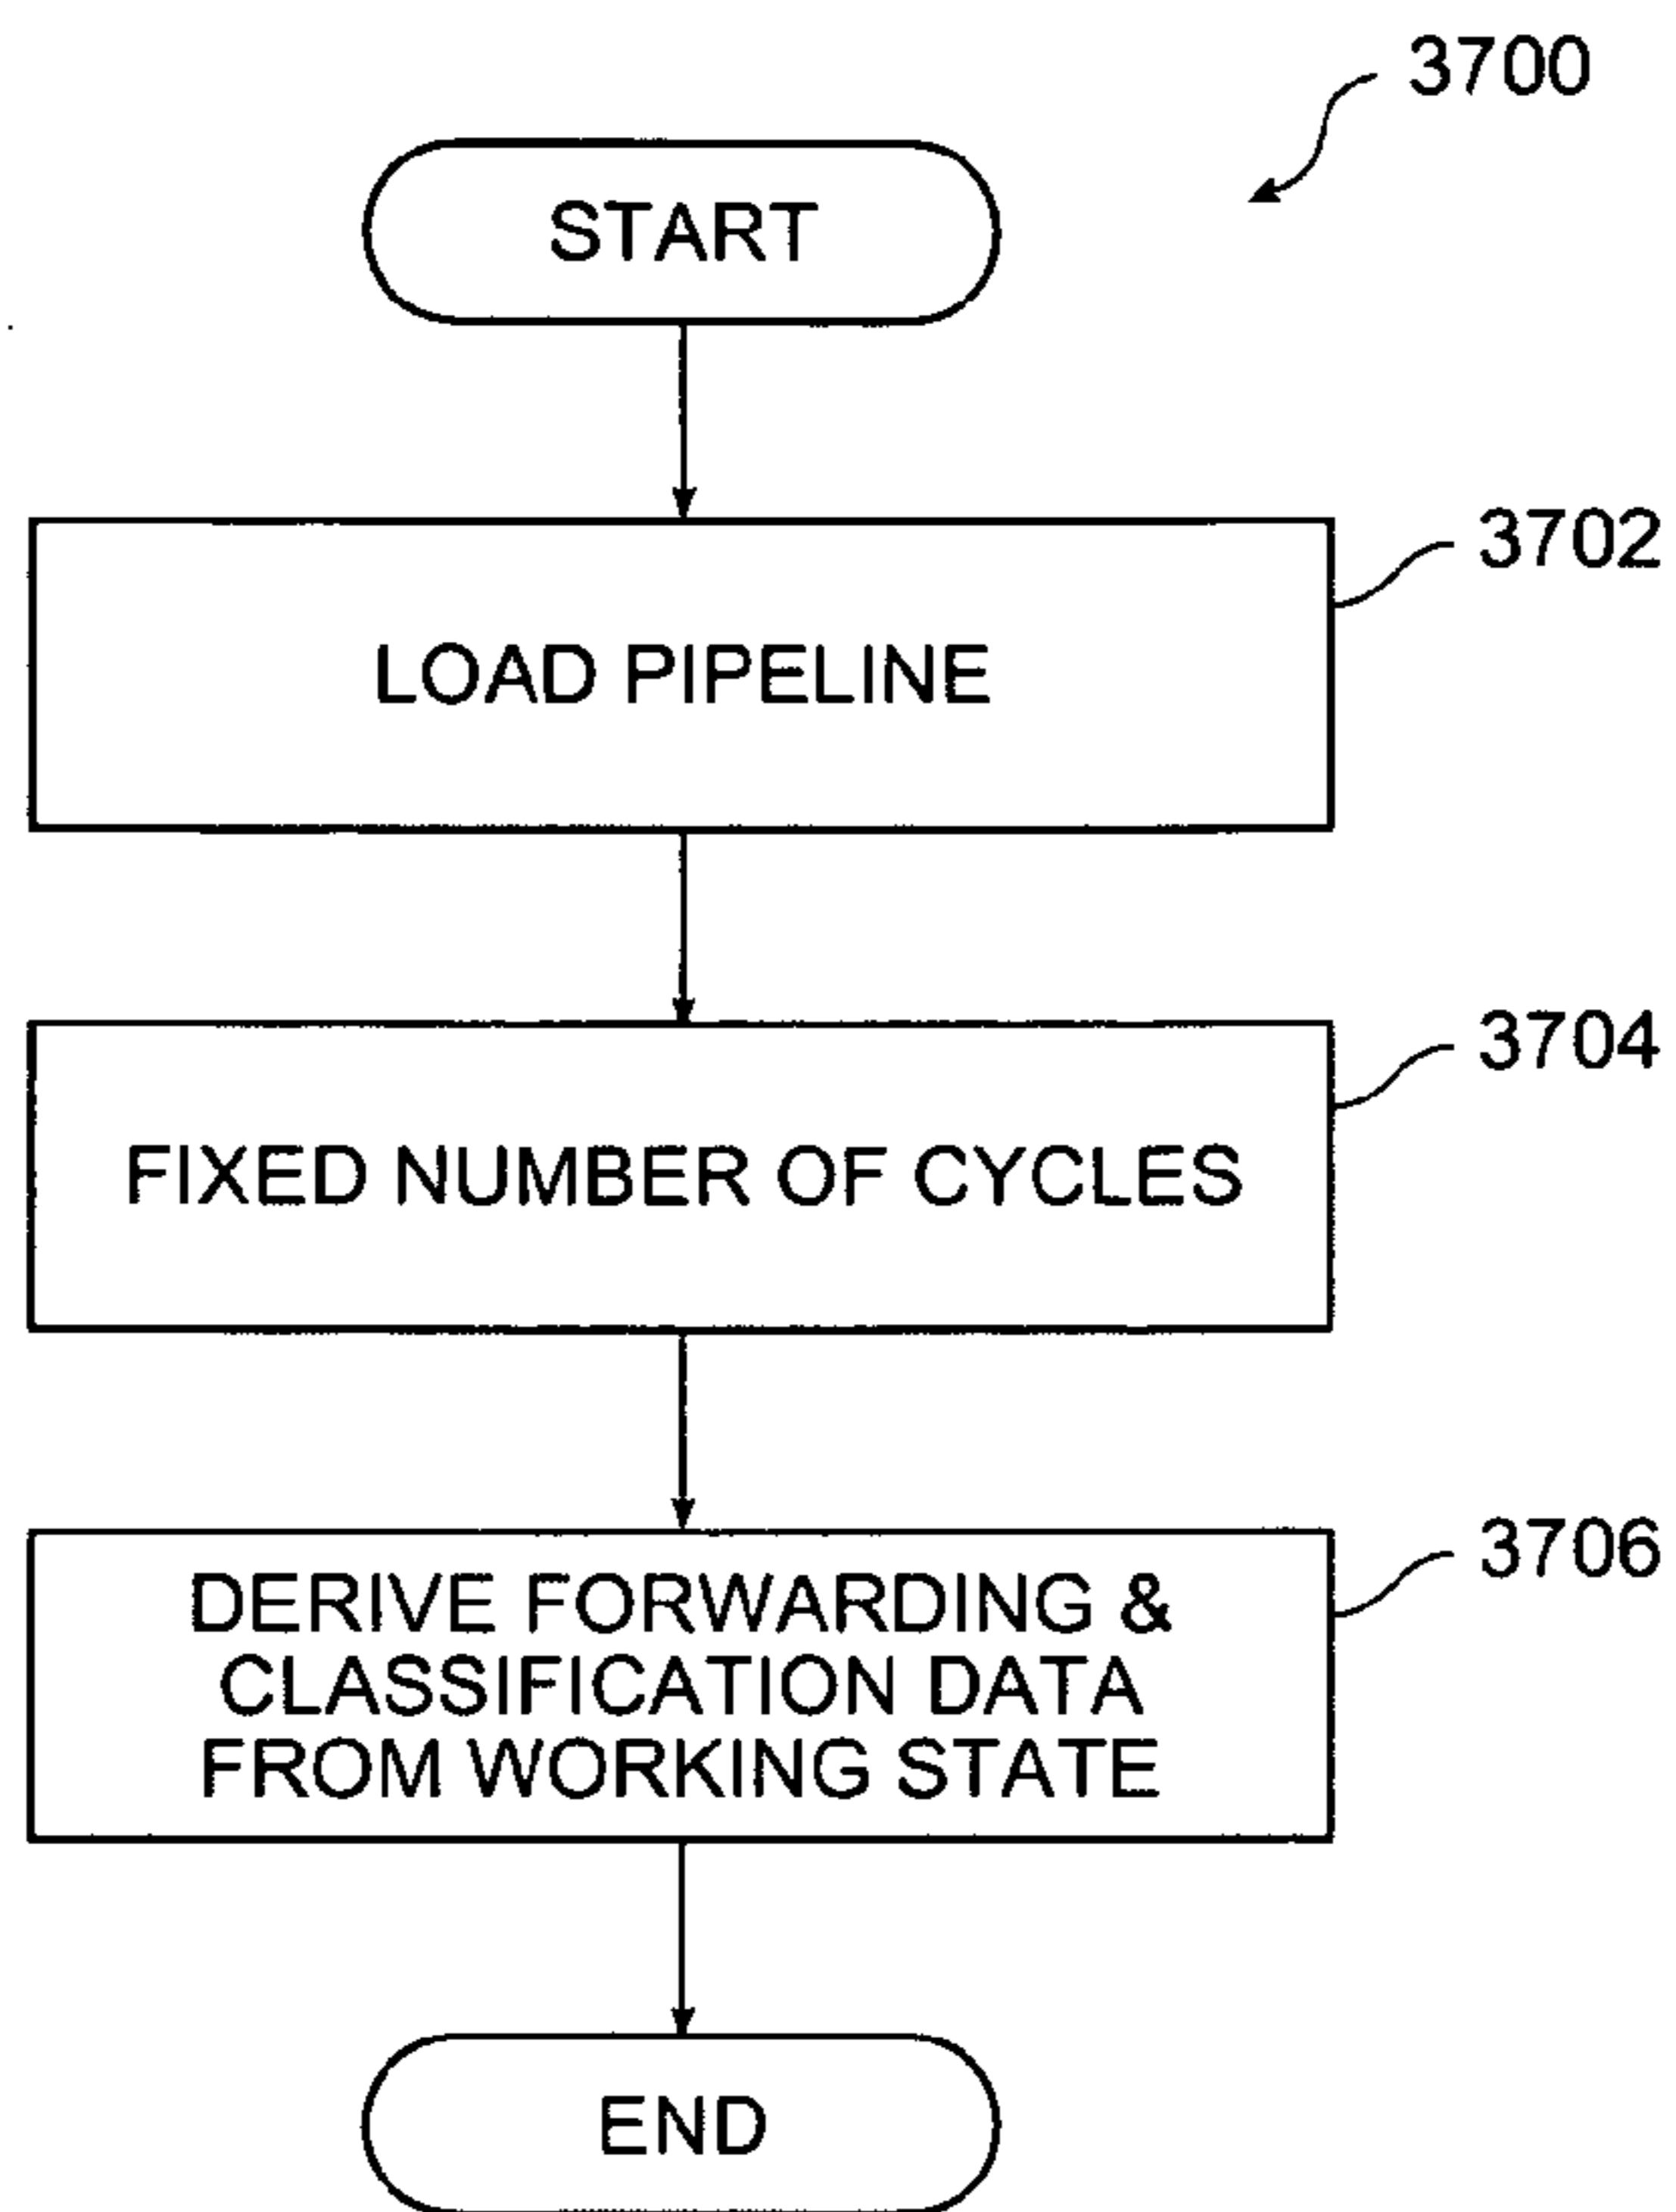 3700
START
3702
LOAD PIPELINE
3704
FIXED NUMBER OF CYCLES
3706
DERIVE FORWARDING &
CLASSIFICATION DATA
FROM WORKING STATE
END